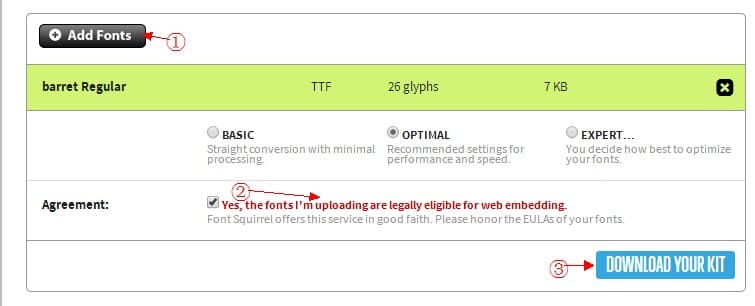 Add Fonts ①
barret Regular TTF 26 glyphs 7 KB
BASIC OPTIMAL EXPERT...
Straight conversion with minimal Recommended settings for You decide how best to optimize
processing. performance and speed. your fonts.
②
Agreement: Yes, the fonts I'm uploading are legally eligible for web embedding.
Font Squirrel offers this service in good faith. Please honor the EULAs of your fonts.
③ DOWNLOAD YOUR KIT